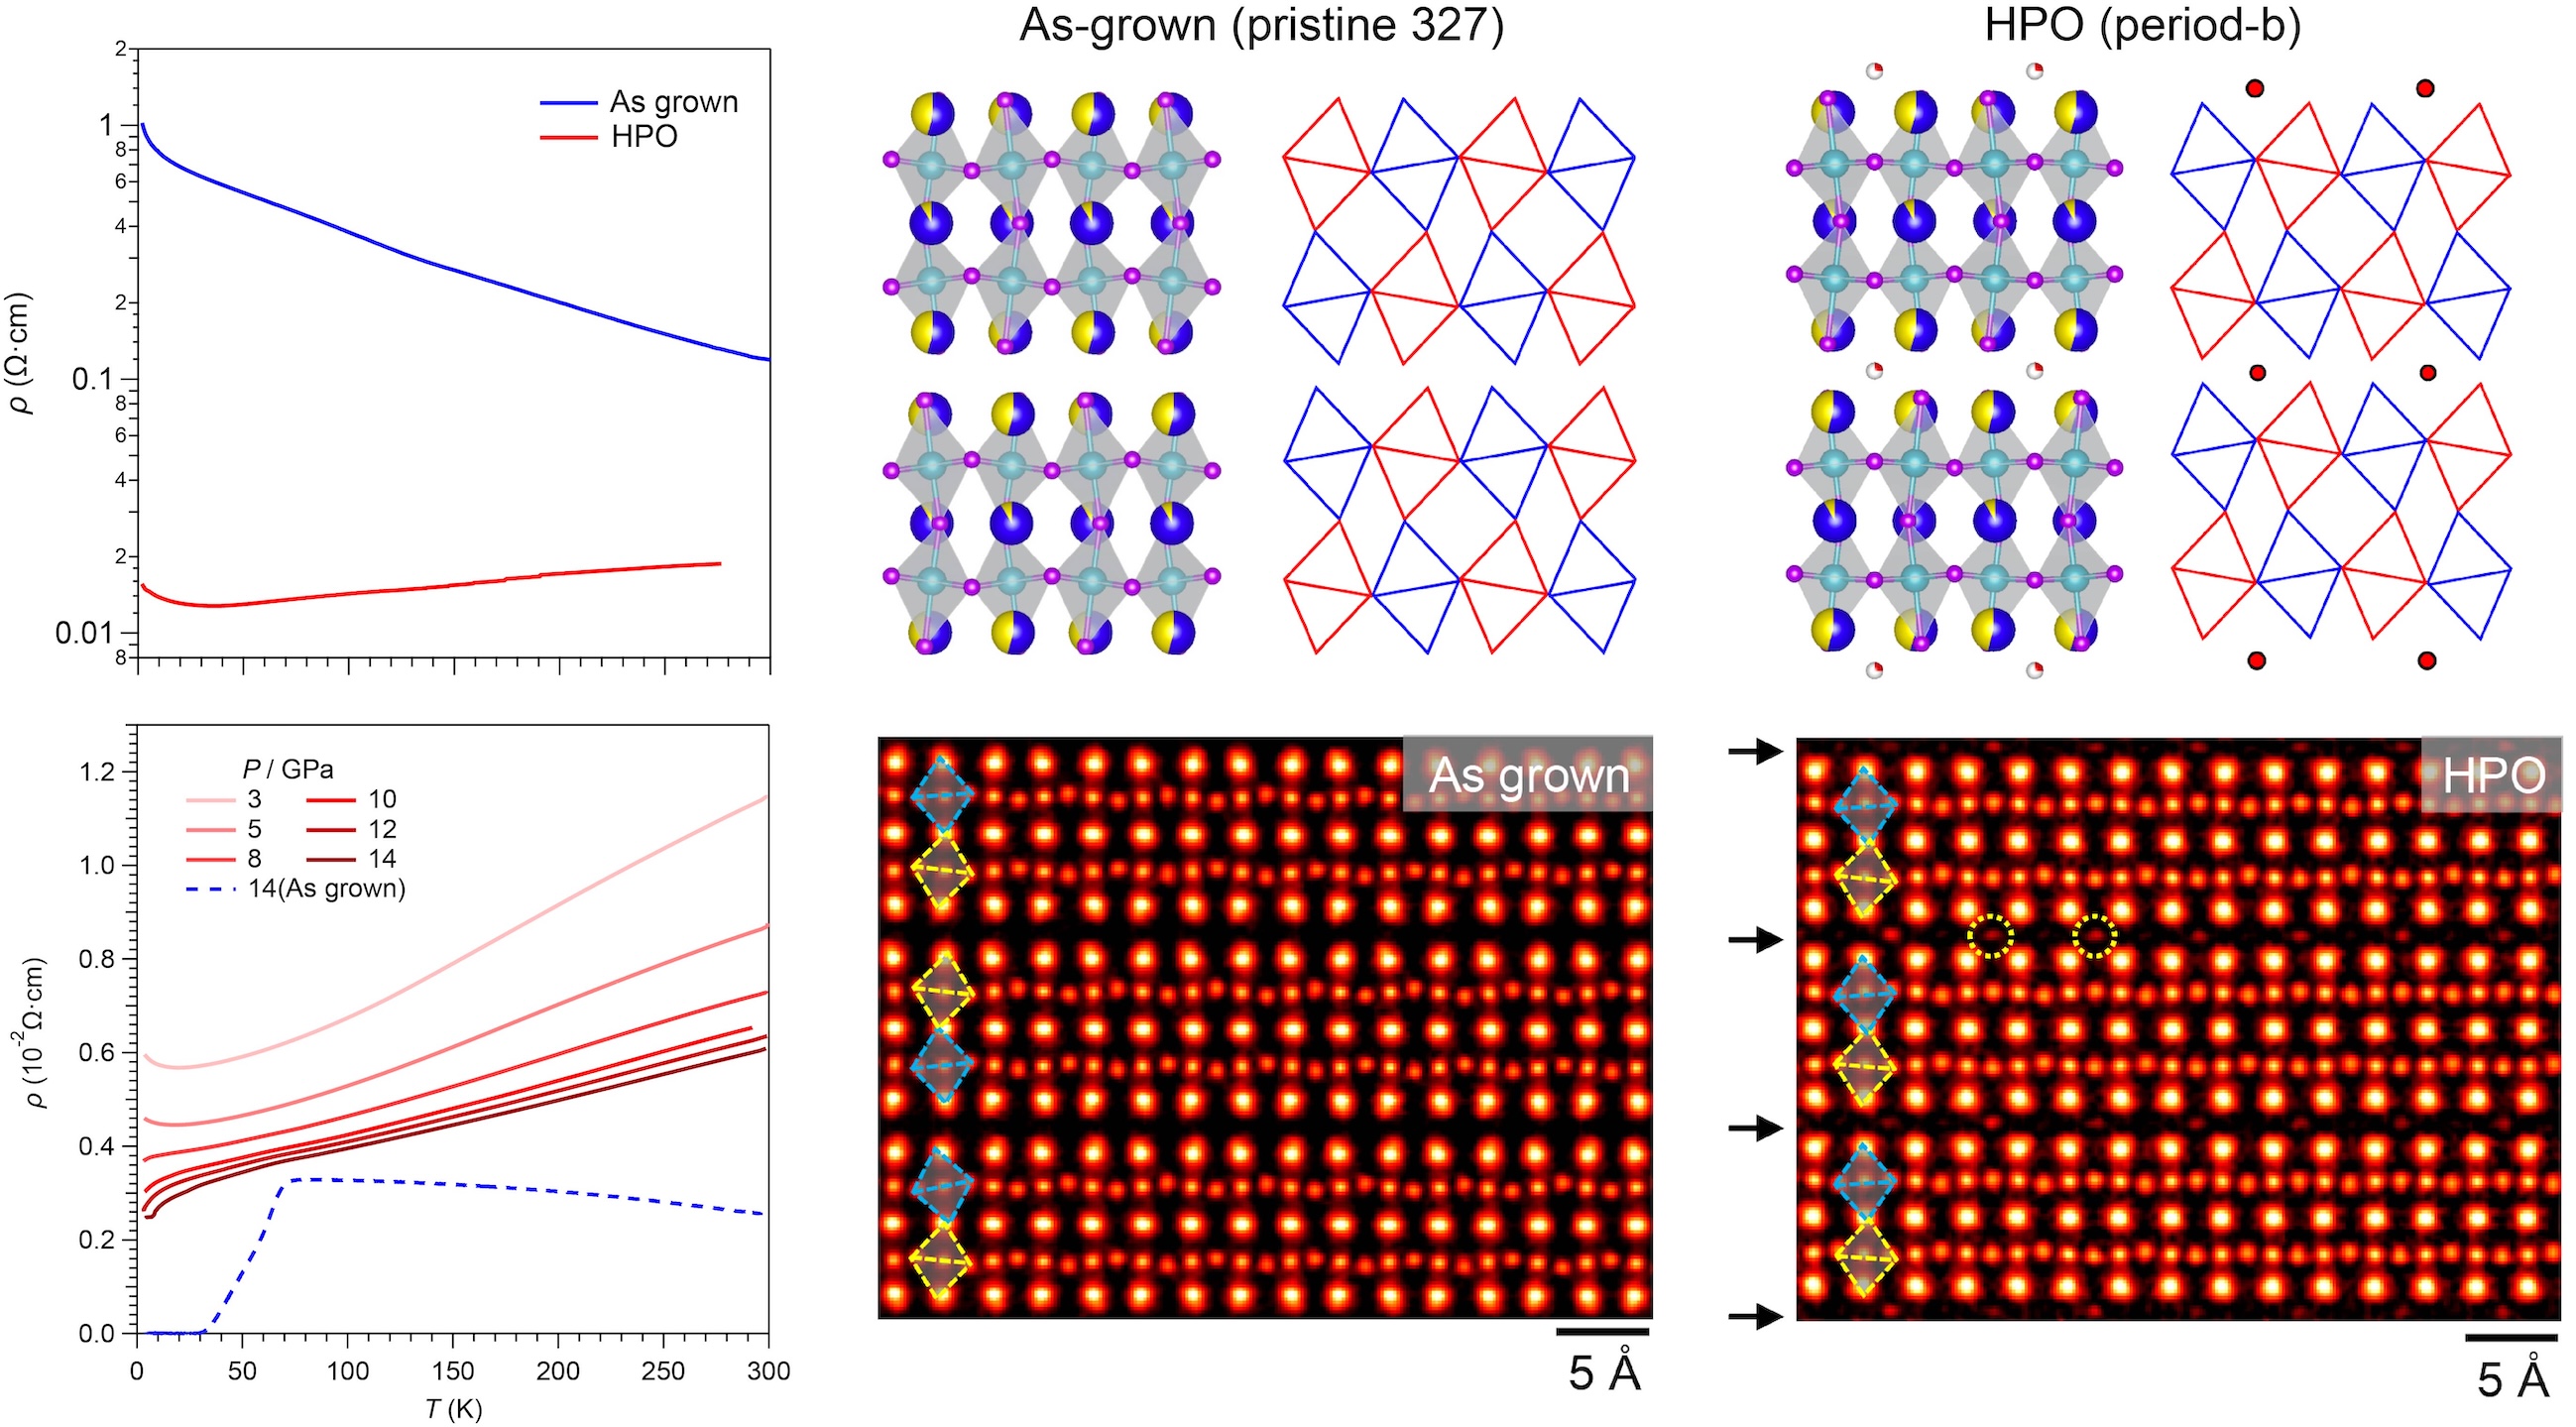 As-grown (pristine 327)
HPO (period-b)
2
1
8
6
4
2
0.1
8
6
4
2
0.01
8
ρ (Ω·cm)
As grown
HPO
1.2
1.0
0.8
0.6
0.4
0.2
0.0
ρ (10-2Ω·cm)
P / GPa
3 10
5 12
8 14
14(As grown)
0 50 100 150 200 250 300
T (K)
As grown
5 Å
HPO
5 Å